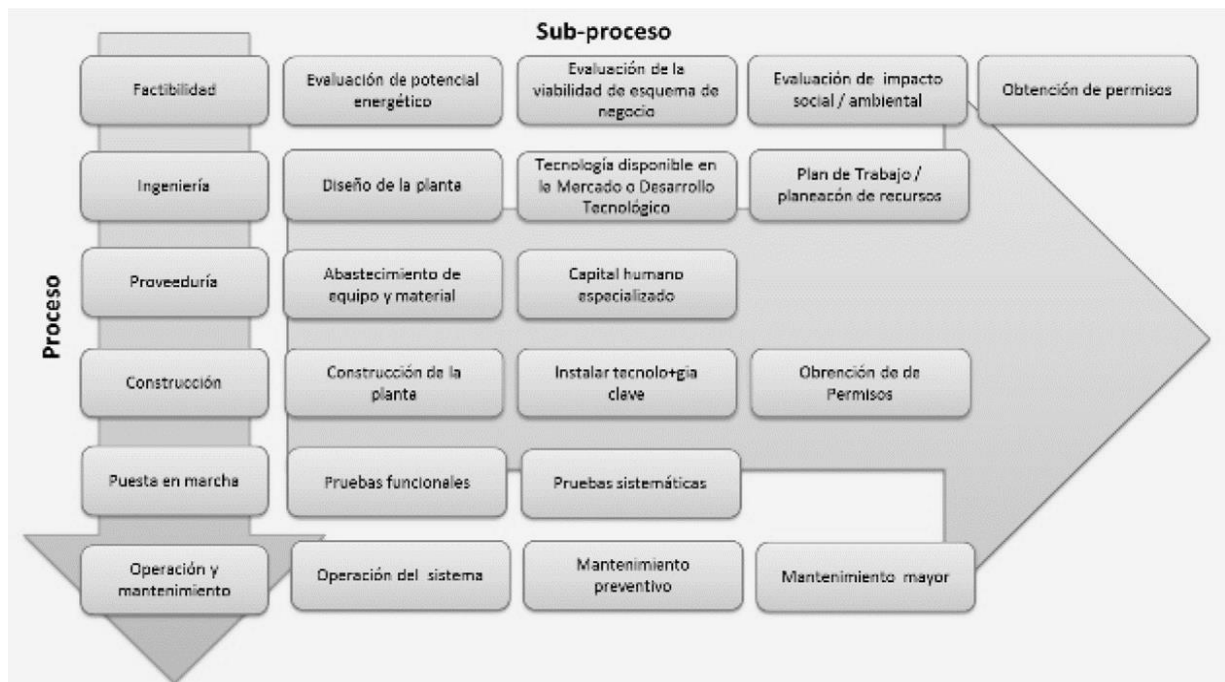 Sub-proceso
Factibilidad
Evaluación de potencial
energético
Evaluación de la
viabilidad de esquema de
negocio
Evaluación de impacto
social / ambiental
Obtención de permisos
Ingeniería
Diseño de la planta
Tecnología disponible en
le Mercado o Desarrollo
Tecnológico
Plan de Trabajo /
planeacón de recursos
Proceso
Proveeduría
Abastecimiento de
equipo y material
Capital humano
especializado
Construcción
Construcción de la
planta
Instalar tecnolo+gia
clave
Obrención de de
Permisos
Puesta en marcha
Pruebas funcionales
Pruebas sistemáticas
Operación y
mantenimiento
Operación del sistema
Mantenimiento
preventivo
Mantenimiento mayor